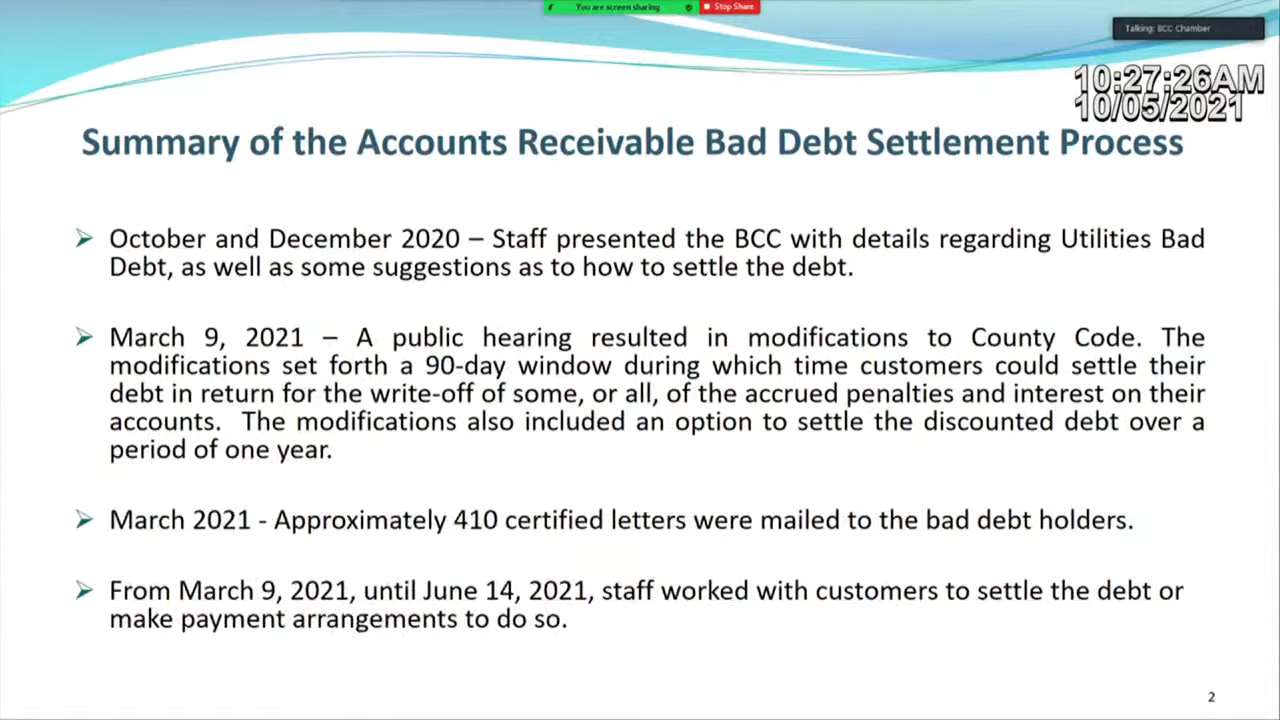 You are screen sharing
Stop Share
Talking: BCC Chamber
10:27:26AM
10/05/2021
Summary of the Accounts Receivable Bad Debt Settlement Process
October and December 2020 – Staff presented the BCC with details regarding Utilities Bad
Debt, as well as some suggestions as to how to settle the debt.
March 9, 2021 – A public hearing resulted in modifications to County Code. The
modifications set forth a 90-day window during which time customers could settle their
debt in return for the write-off of some, or all, of the accrued penalties and interest on their
accounts. The modifications also included an option to settle the discounted debt over a
period of one year.
March 2021 - Approximately 410 certified letters were mailed to the bad debt holders.
From March 9, 2021, until June 14, 2021, staff worked with customers to settle the debt or
make payment arrangements to do so.
2